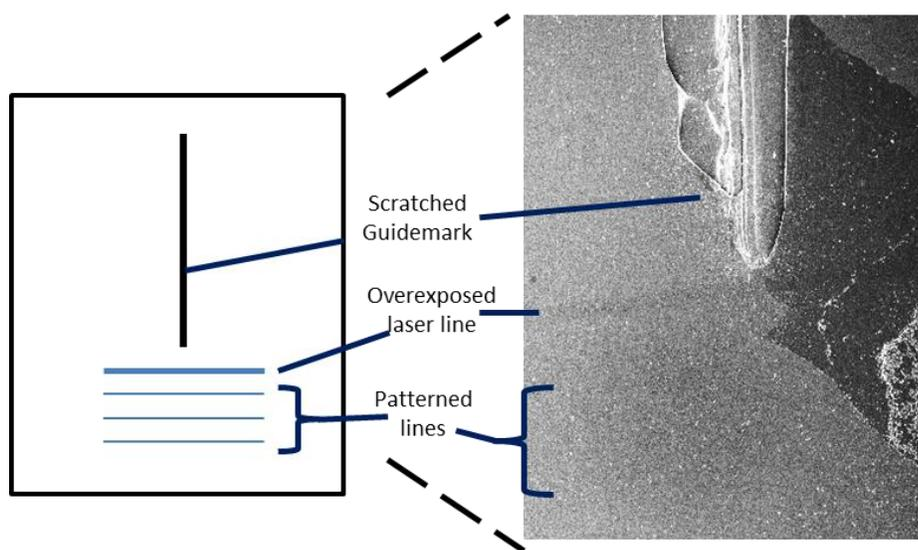 Scratched
Guidemark
Overexposed
laser line
Patterned
lines